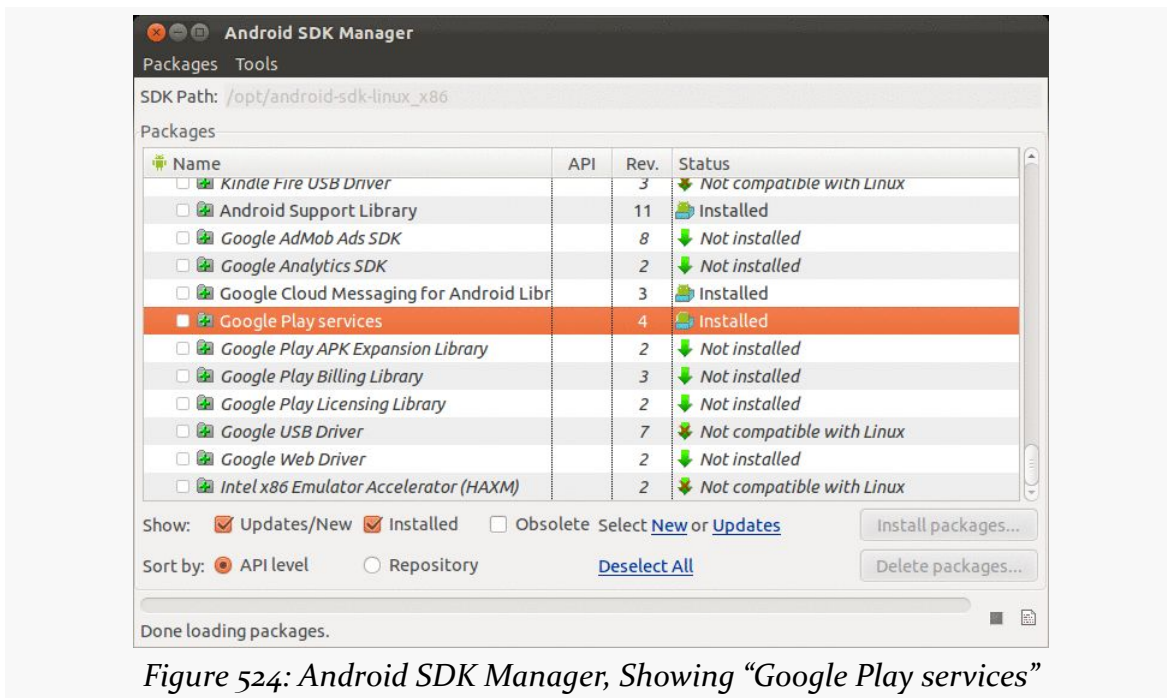 Android SDK Manager
Packages Tools
SDK Path: /opt/android-sdk-linux_x86
Packages
Name API Rev. Status
Kindle Fire USB Driver 3 Not compatible with Linux
Android Support Library 11 Installed
Google AdMob Ads SDK 8 Not installed
Google Analytics SDK 2 Not installed
Google Cloud Messaging for Android Libr 3 Installed
Google Play services 4 Installed
Google Play APK Expansion Library 2 Not installed
Google Play Billing Library 3 Not installed
Google Play Licensing Library 2 Not installed
Google USB Driver 7 Not compatible with Linux
Google Web Driver 2 Not installed
Intel x86 Emulator Accelerator (HAXM) 2 Not compatible with Linux
Show: Updates/New Installed Obsolete Select New or Updates Install packages...
Sort by: API level Repository Deselect All Delete packages...
Done loading packages.
Figure 524: Android SDK Manager, Showing “Google Play services”